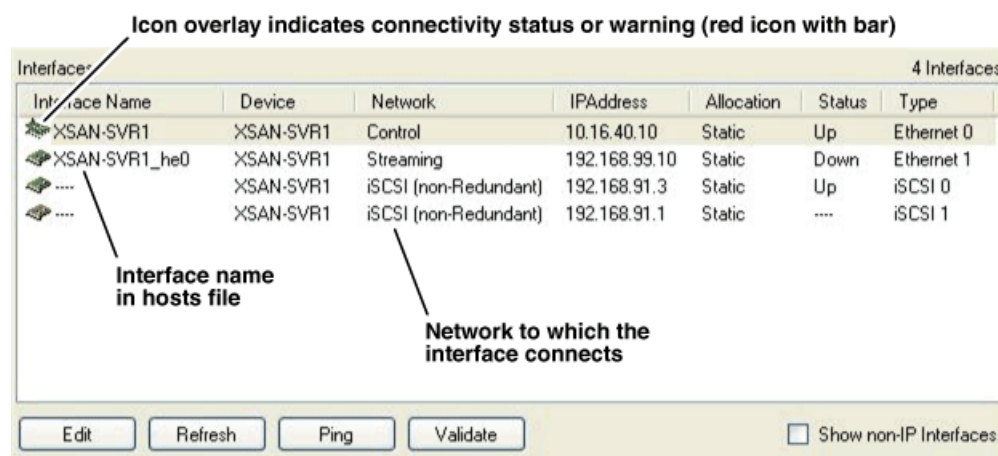 Icon overlay indicates connectivity status or warning (red icon with bar)
Interfaces 4 Interfaces
Interface Name Device Network IPAddress Allocation Status Type
XSAN-SVR1 XSAN-SVR1 Control 10.16.40.10 Static Up Ethernet 0
XSAN-SVR1_he0 XSAN-SVR1 Streaming 192.168.99.10 Static Down Ethernet 1
---- XSAN-SVR1 iSCSI (non-Redundant) 192.168.91.3 Static Up iSCSI 0
---- XSAN-SVR1 iSCSI (non-Redundant) 192.168.91.1 Static ---- iSCSI 1
Interface name
in hosts file
Network to which the
interface connects
Edit Refresh Ping Validate Show non-IP Interfaces